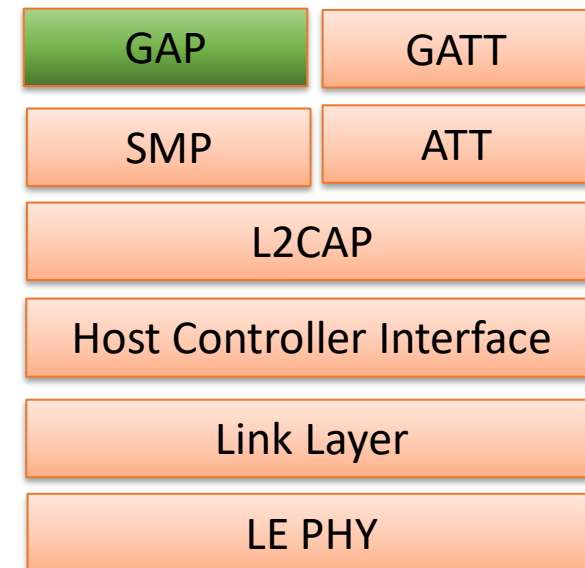 GAP
GATT
SMP
ATT
L2CAP
Host Controller Interface
Link Layer
LE PHY